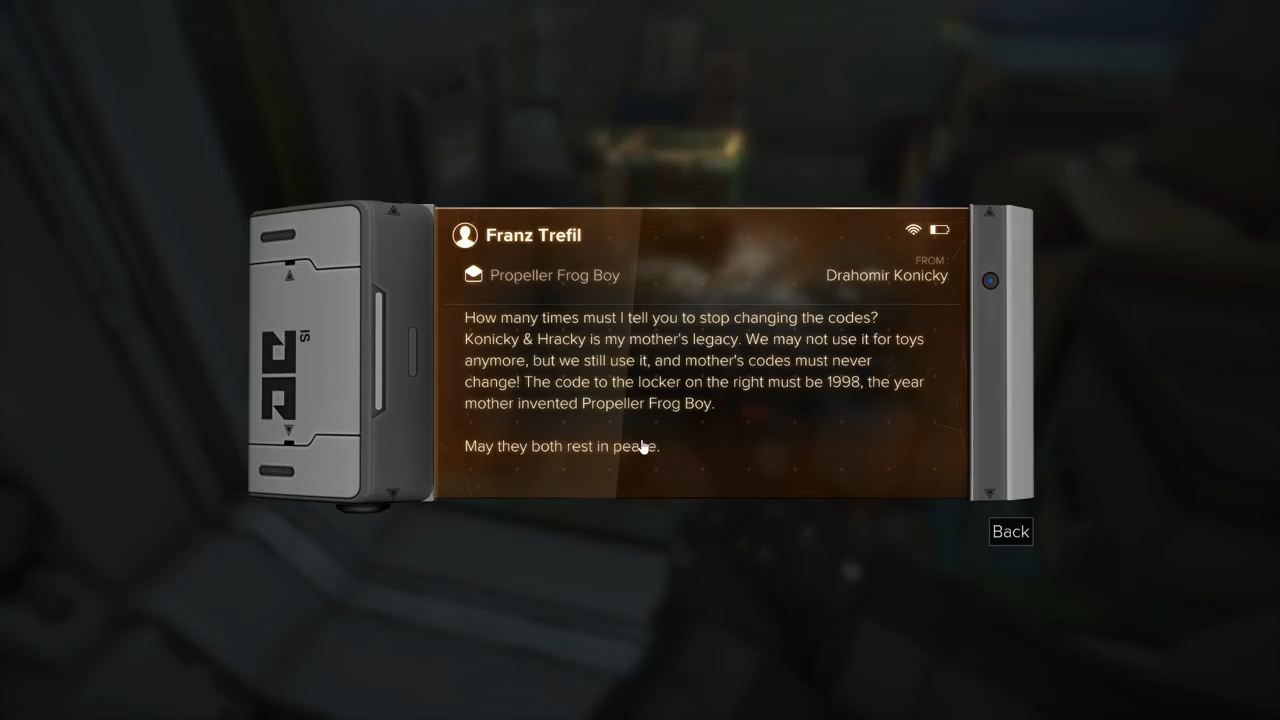 Franz Trefil
Propeller Frog Boy
FROM :
Drahomir Konicky
How many times must I tell you to stop changing the codes?
Konicky & Hracky is my mother's legacy. We may not use it for toys
anymore, but we still use it, and mother's codes must never
change! The code to the locker on the right must be 1998, the year
mother invented Propeller Frog Boy.
May they both rest in peace.
Back